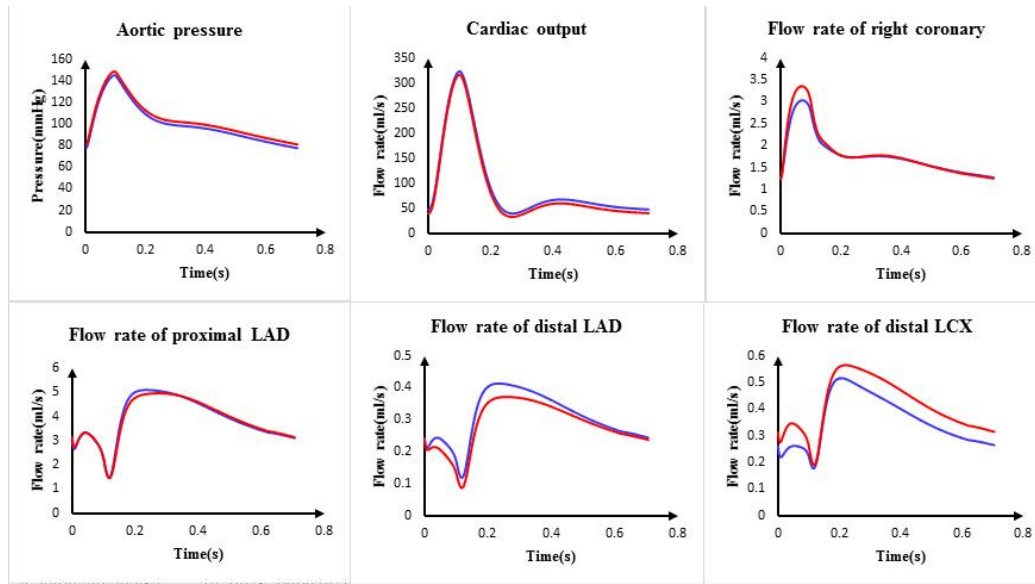 Aortic pressure
160
140
120
100
80
60
40
20
0
Pressure(mmHg)
0 0.2 0.4 0.6 0.8
Time(s)
Cardiac output
350
300
250
200
150
100
50
0
Flow rate(ml/s)
0 0.2 0.4 0.6 0.8
Time(s)
Flow rate of right coronary
4
3.5
3
2.5
2
1.5
1
0.5
0
Flow rate(ml/s)
0 0.2 0.4 0.6 0.8
Time(s)
Flow rate of proximal LAD
6
5
4
3
2
1
0
Flow rate(ml/s)
0 0.2 0.4 0.6 0.8
Time(s)
Flow rate of distal LAD
0.5
0.4
0.3
0.2
0.1
0
Flow rate(ml/s)
0 0.2 0.4 0.6 0.8
Time(s)
Flow rate of distal LCX
0.6
0.5
0.4
0.3
0.2
0.1
0
Flow rate(ml/s)
0 0.2 0.4 0.6 0.8
Time(s)